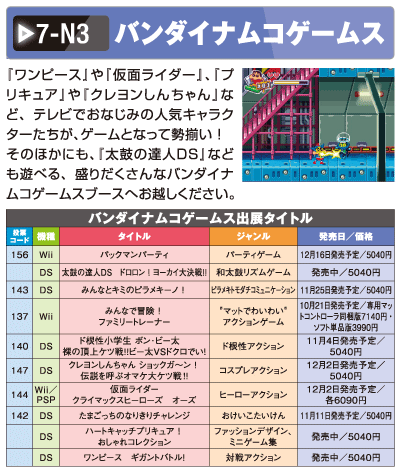 7-N3 バンダイナムコゲームス
『ワンピース』や『仮面ライダー』、『プ
リキュア』や『クレヨンしんちゃん』な
ど、テレビでおなじみの人気キャラク
ターたちが、ゲームとなって勢揃い！
そのほかにも、『太鼓の達人DS』など
も遊べる、盛りだくさんなバンダイナ
ムコゲームスブースへお越しください。
バンダイナムコゲームス出展タイトル
投票コード 機種 タイトル ジャンル 発売日／価格
156 Wii パックマンパーティ パーティゲーム 12月16日発売予定／5040円
DS 太鼓の達人DS ドロロン！ヨーカイ大決戦!! 和太鼓リズムゲーム 発売中／5040円
143 DS みんなとキミのピラメキーノ！ ピラメキトモダチコミュニケーション 11月25日発売予定／5040円
137 Wii みんなで冒険！
ファミリートレーナー
"マットでわいわい"
アクションゲーム
10月21日発売予定／専用マッ
トコントローラ同梱版7140円・
ソフト単品版3990円
140 DS ド根性小学生 ボン・ビー太
裸の頂上ケツ戦!!ビー太VSドクロでい!
ド根性アクション
11月4日発売予定／
5040円
147 DS クレヨンしんちゃん ショックガ〜ン！
伝説を呼ぶオマケ大ケツ戦!!
コスプレアクション
12月2日発売予定／
5040円
144 Wii／
PSP
仮面ライダー
クライマックスヒーローズ オーズ
ヒーローアクション
12月2日発売予定／
各6090円
142 DS たまごっちのなりきりチャレンジ おけいこたいけん 11月11日発売予定／5040円
DS ハートキャッチプリキュア！
おしゃれコレクション
ファッションデザイン、
ミニゲーム集
発売中／5040円
DS ワンピース ギガントバトル! 対戦アクション 発売中／5040円